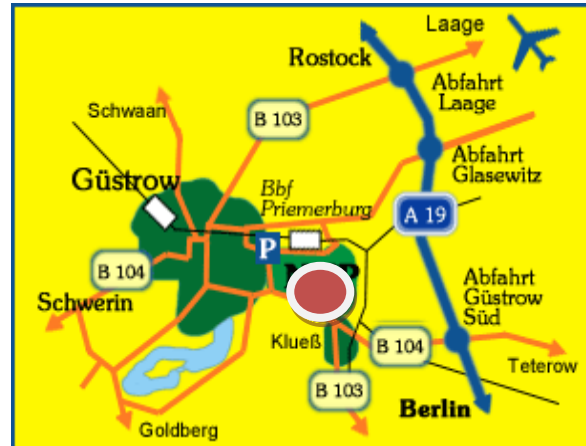 Laage
Rostock
Abfahrt
Laage
Schwaan
B 103
Abfahrt
Glasewitz
Güstrow
Bbf
Priemerburg
A 19
P
B 104
Schwerin
Abfahrt
Güstrow
Süd
Klueß
B 104
Teterow
B 103
Berlin
Goldberg